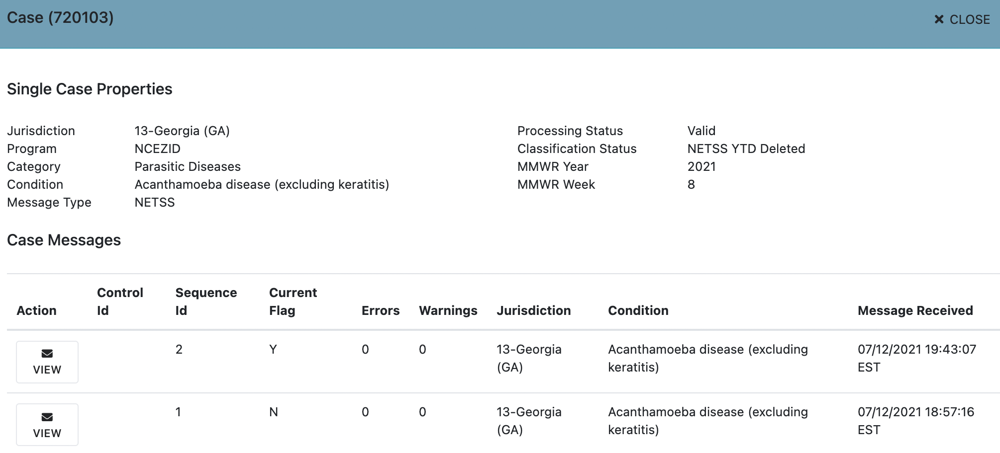 Case (720103)
✖ CLOSE
Single Case Properties
Jurisdiction 13-Georgia (GA)
Program NCEZID
Category Parasitic Diseases
Condition Acanthamoeba disease (excluding keratitis)
Message Type NETSS
Processing Status Valid
Classification Status NETSS YTD Deleted
MMWR Year 2021
MMWR Week 8
Case Messages
Action Control Id Sequence Id Current Flag Errors Warnings Jurisdiction Condition Message Received
VIEW 2 Y 0 0 13-Georgia (GA) Acanthamoeba disease (excluding keratitis) 07/12/2021 19:43:07 EST
VIEW 1 N 0 0 13-Georgia (GA) Acanthamoeba disease (excluding keratitis) 07/12/2021 18:57:16 EST